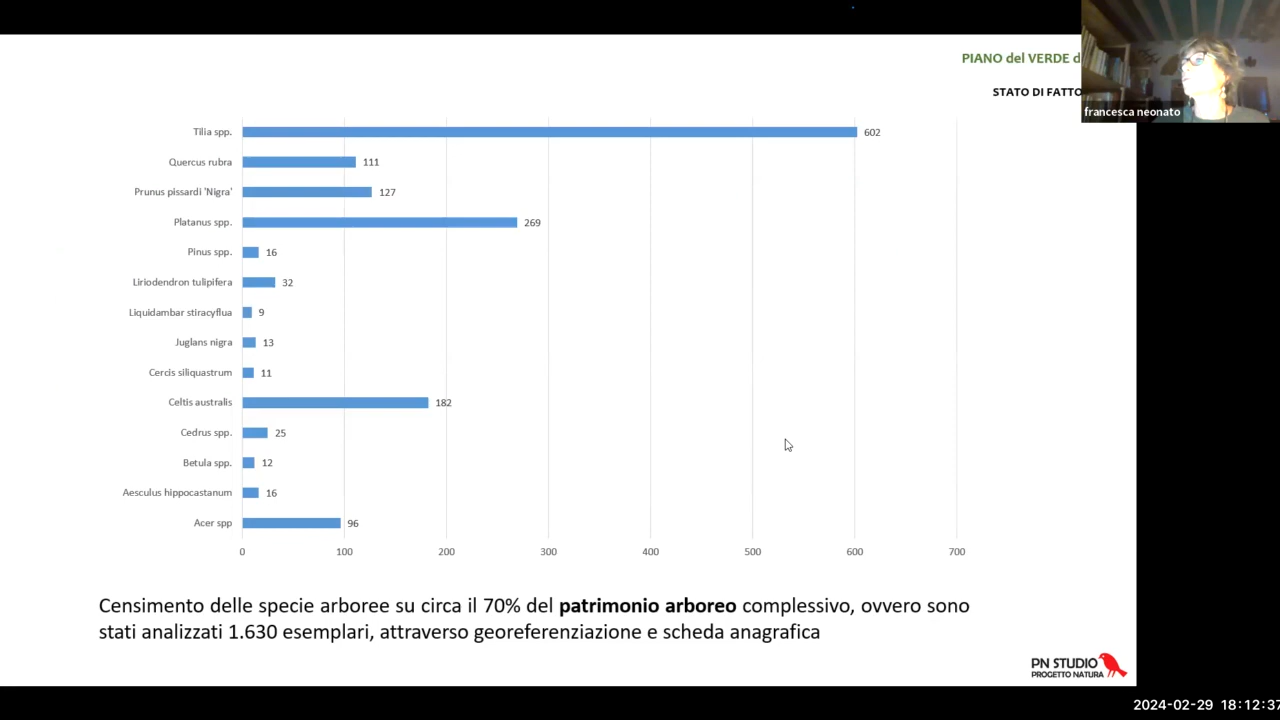 PIANO del VERDE d
STATO DI FATTO
francesca neonato
Tilia spp.
602
Quercus rubra
111
Prunus pissardi 'Nigra'
127
Platanus spp.
269
Pinus spp.
16
Liriodendron tulipifera
32
Liquidambar stiracyflua
9
Juglans nigra
13
Cercis siliquastrum
11
Celtis australis
182
Cedrus spp.
25
Betula spp.
12
Aesculus hippocastanum
16
Acer spp
96
0 100 200 300 400 500 600 700
Censimento delle specie arboree su circa il 70% del patrimonio arboreo complessivo, ovvero sono
stati analizzati 1.630 esemplari, attraverso georeferenziazione e scheda anagrafica
PN STUDIO
PROGETTO NATURA
2024-02-29 18:12:37